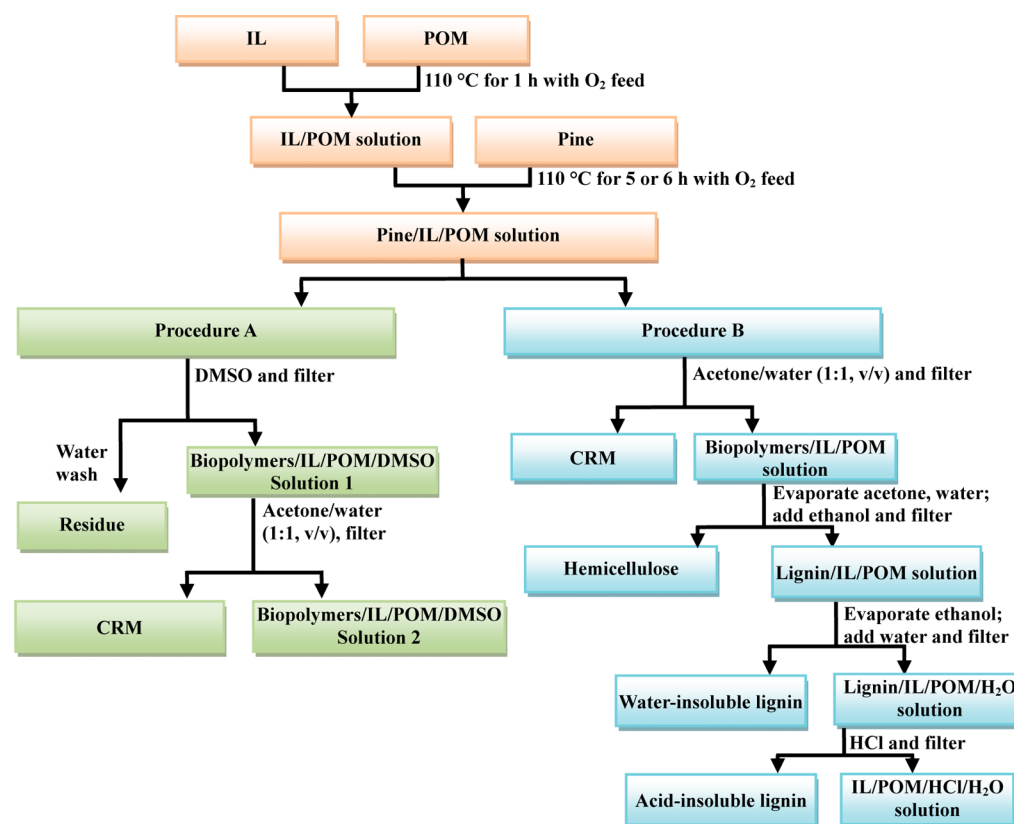 IL
POM
110 °C for 1 h with O₂ feed
IL/POM solution
Pine
110 °C for 5 or 6 h with O₂ feed
Pine/IL/POM solution
Procedure A
Procedure B
DMSO and filter
Acetone/water (1:1, v/v) and filter
Water
wash
Biopolymers/IL/POM/DMSO
Solution 1
CRM
Biopolymers/IL/POM
solution
Residue
Acetone/water
(1:1, v/v), filter
Evaporate acetone, water;
add ethanol and filter
Hemicellulose
Lignin/IL/POM solution
CRM
Biopolymers/IL/POM/DMSO
Solution 2
Evaporate ethanol;
add water and filter
Water-insoluble lignin
Lignin/IL/POM/H₂O
solution
HCl and filter
Acid-insoluble lignin
IL/POM/HCl/H₂O
solution